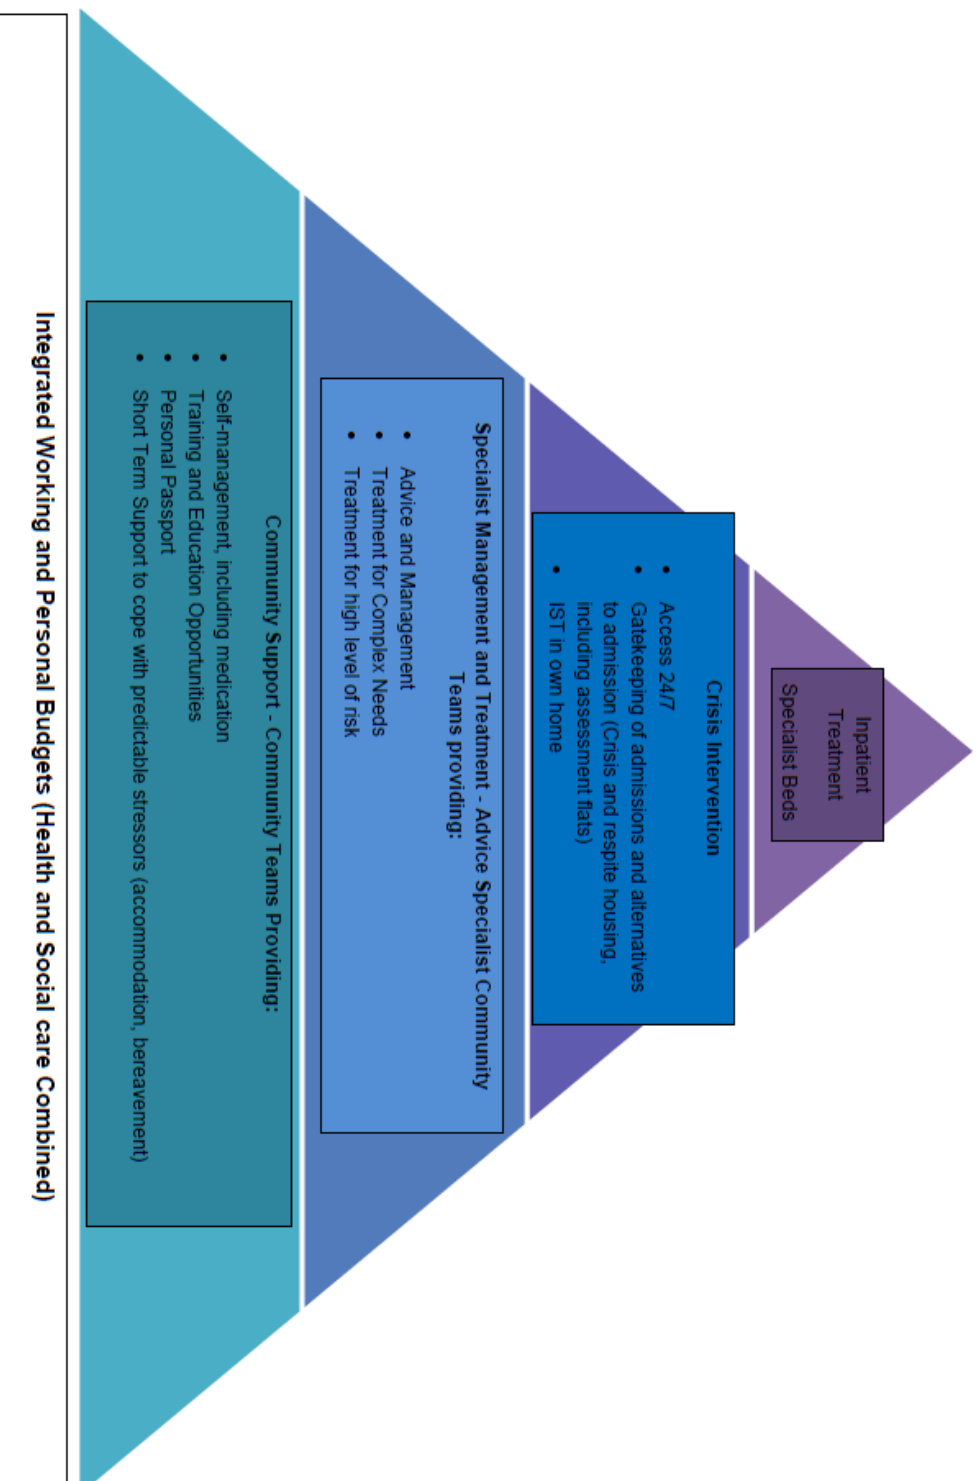 Inpatient
Treatment
Specialist Beds
Crisis Intervention
• Access 24/7
• Gatekeeping of admissions and alternatives
to admission (Crisis and respite housing,
including assessment flats)
• IST in own home
Specialist Management and Treatment - Advice Specialist Community
Teams providing:
• Advice and Management
• Treatment for Complex Needs
• Treatment for high level of risk
Community Support - Community Teams Providing:
• Self-management, including medication
• Training and Education Opportunities
• Personal Passport
• Short Term Support to cope with predictable stressors (accommodation, bereavement)
Integrated Working and Personal Budgets (Health and Social care Combined)